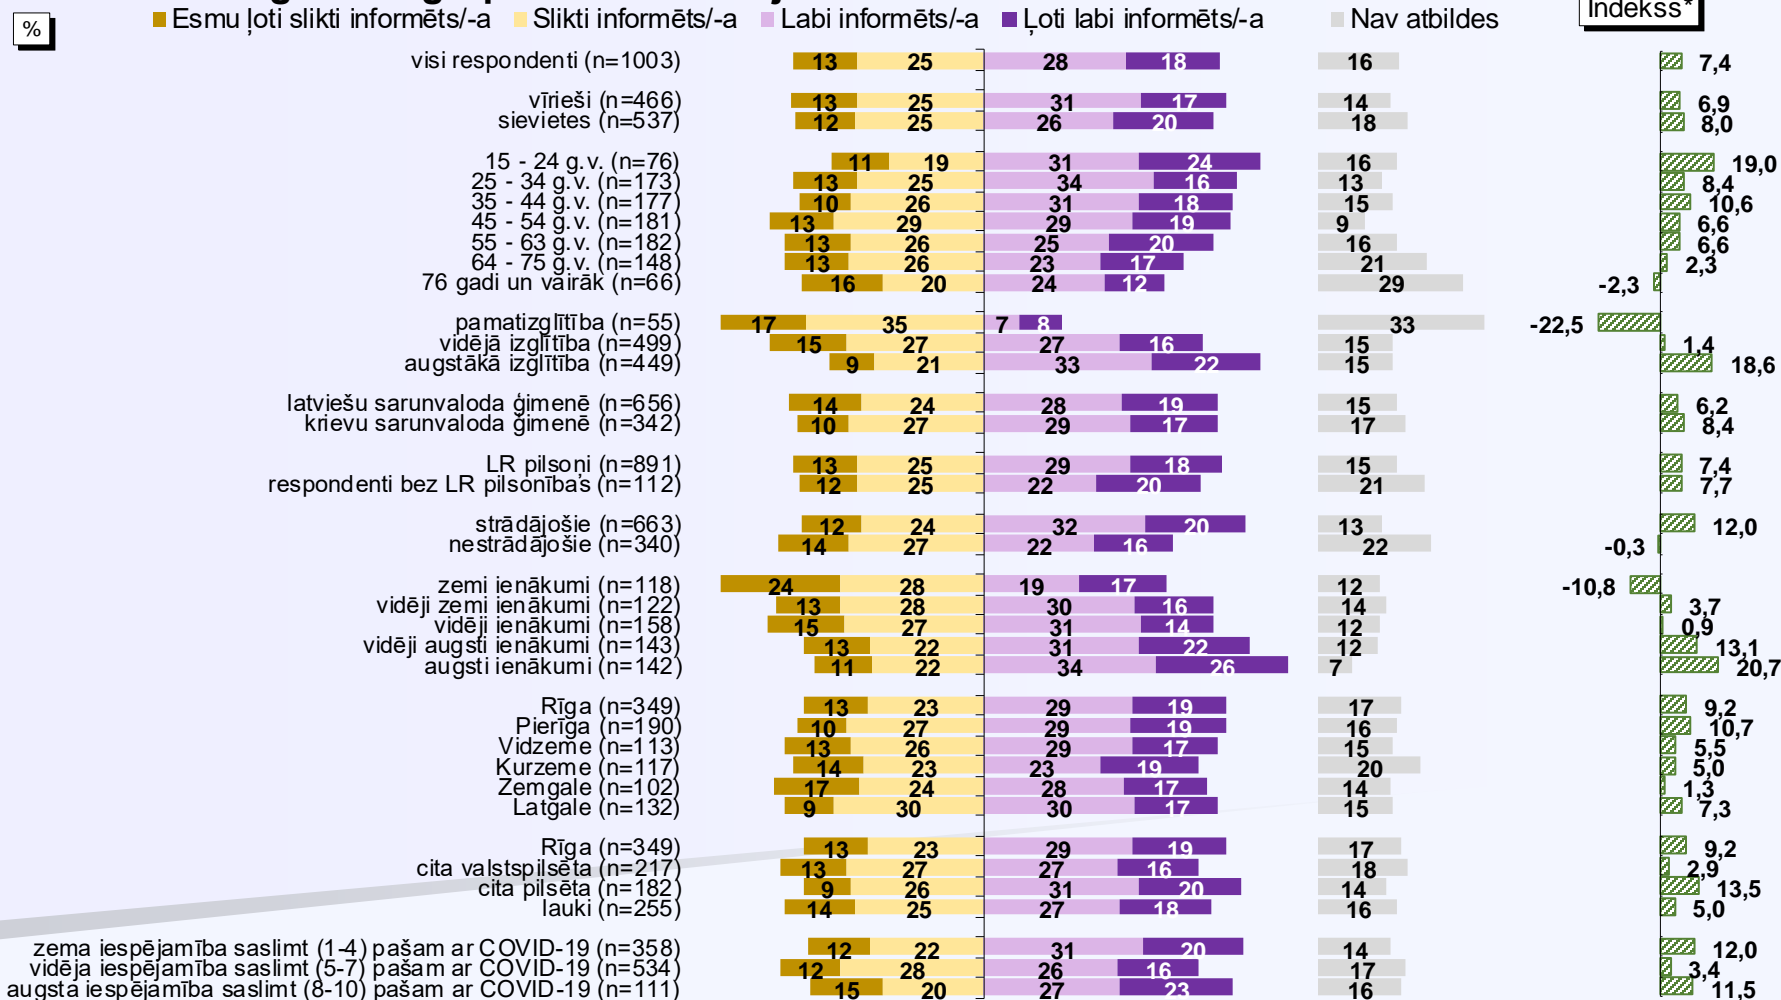 Esmu ļoti slikti informēts/-a Slikti informēts/-a Labi informēts/-a Ļoti labi informēts/-a Nav atbildes Indekss*
%
visi respondenti (n=1003) 13 25 28 18 16 7,4
vīrieši (n=466) 13 25 31 17 14 6,9
sievietes (n=537) 12 25 26 20 18 8,0
15 - 24 g.v. (n=76) 11 19 31 24 16 19,0
25 - 34 g.v. (n=173) 13 25 34 16 13 8,4
35 - 44 g.v. (n=177) 10 26 31 18 15 10,6
45 - 54 g.v. (n=181) 13 29 29 19 9 6,6
55 - 63 g.v. (n=182) 13 26 25 20 16 6,6
64 - 75 g.v. (n=148) 13 26 23 17 21 2,3
76 gadi un vairāk (n=66) 16 20 24 12 29 -2,3
pamatizglītība (n=55) 17 35 7 8 33 -22,5
vidējā izglītība (n=499) 15 27 27 16 15 1,4
augstākā izglītība (n=449) 9 21 33 22 15 18,6
latviešu sarunvaloda ģimenē (n=656) 14 24 28 19 15 6,2
krievu sarunvaloda ģimenē (n=342) 10 27 29 17 17 8,4
LR pilsoņi (n=891) 13 25 29 18 15 7,4
respondenti bez LR pilsonības (n=112) 12 25 22 20 21 7,7
strādājošie (n=663) 12 24 32 20 13 12,0
nestrādājošie (n=340) 14 27 22 16 22 -0,3
zemi ienākumi (n=118) 24 28 19 17 12 -10,8
vidēji zemi ienākumi (n=122) 13 28 30 16 14 3,7
vidēji ienākumi (n=158) 15 27 31 14 12 0,9
vidēji augsti ienākumi (n=143) 13 22 31 22 12 13,1
augsti ienākumi (n=142) 11 22 34 26 7 20,7
Rīga (n=349) 13 23 29 19 17 9,2
Pierīga (n=190) 10 27 29 19 16 10,7
Vidzeme (n=113) 13 26 29 17 15 5,5
Kurzeme (n=117) 14 23 23 19 20 5,0
Zemgale (n=102) 17 24 28 17 14 1,3
Latgale (n=132) 9 30 30 17 15 7,3
Rīga (n=349) 13 23 29 19 17 9,2
cita valstspilsēta (n=217) 13 27 27 16 18 2,9
cita pilsēta (n=182) 9 26 31 20 14 13,5
lauki (n=255) 14 25 27 18 16 5,0
zema iespējamība saslimt (1-4) pašam ar COVID-19 (n=358) 12 22 31 20 14 12,0
vidēja iespējamība saslimt (5-7) pašam ar COVID-19 (n=534) 12 28 26 16 17 3,4
augsta iespējamība saslimt (8-10) pašam ar COVID-19 (n=111) 15 20 27 23 16 11,5